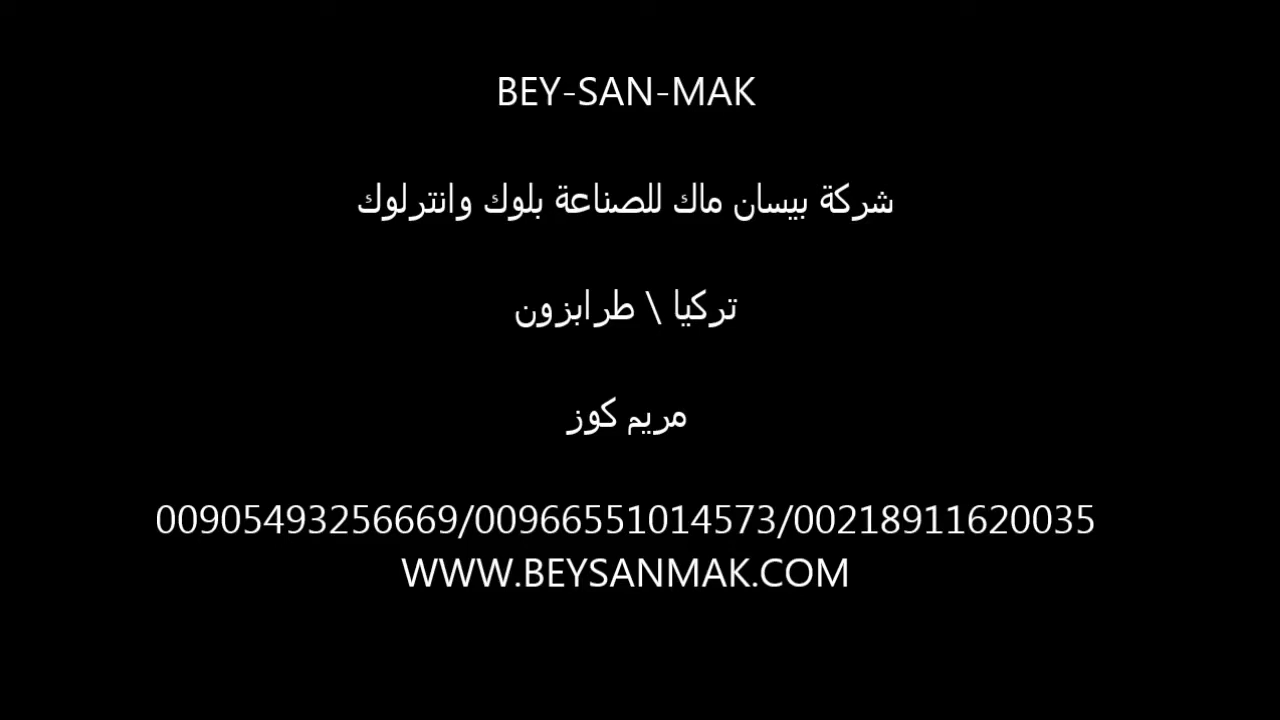 BEY-SAN-MAK
شركة بيسان ماك للصناعة بلوك وانترلوك
تركيا \ طرابزون
مريم كوز
00905493256669/00966551014573/00218911620035
WWW.BEYSANMAK.COM